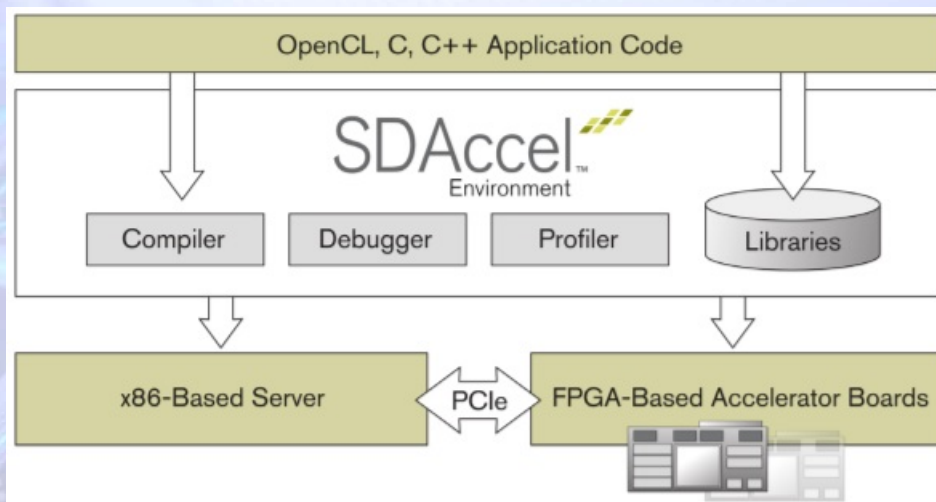 OpenCL, C, C++ Application Code
SDAccel™
Environment
Compiler
Debugger
Profiler
Libraries
x86-Based Server
PCIe
FPGA-Based Accelerator Boards